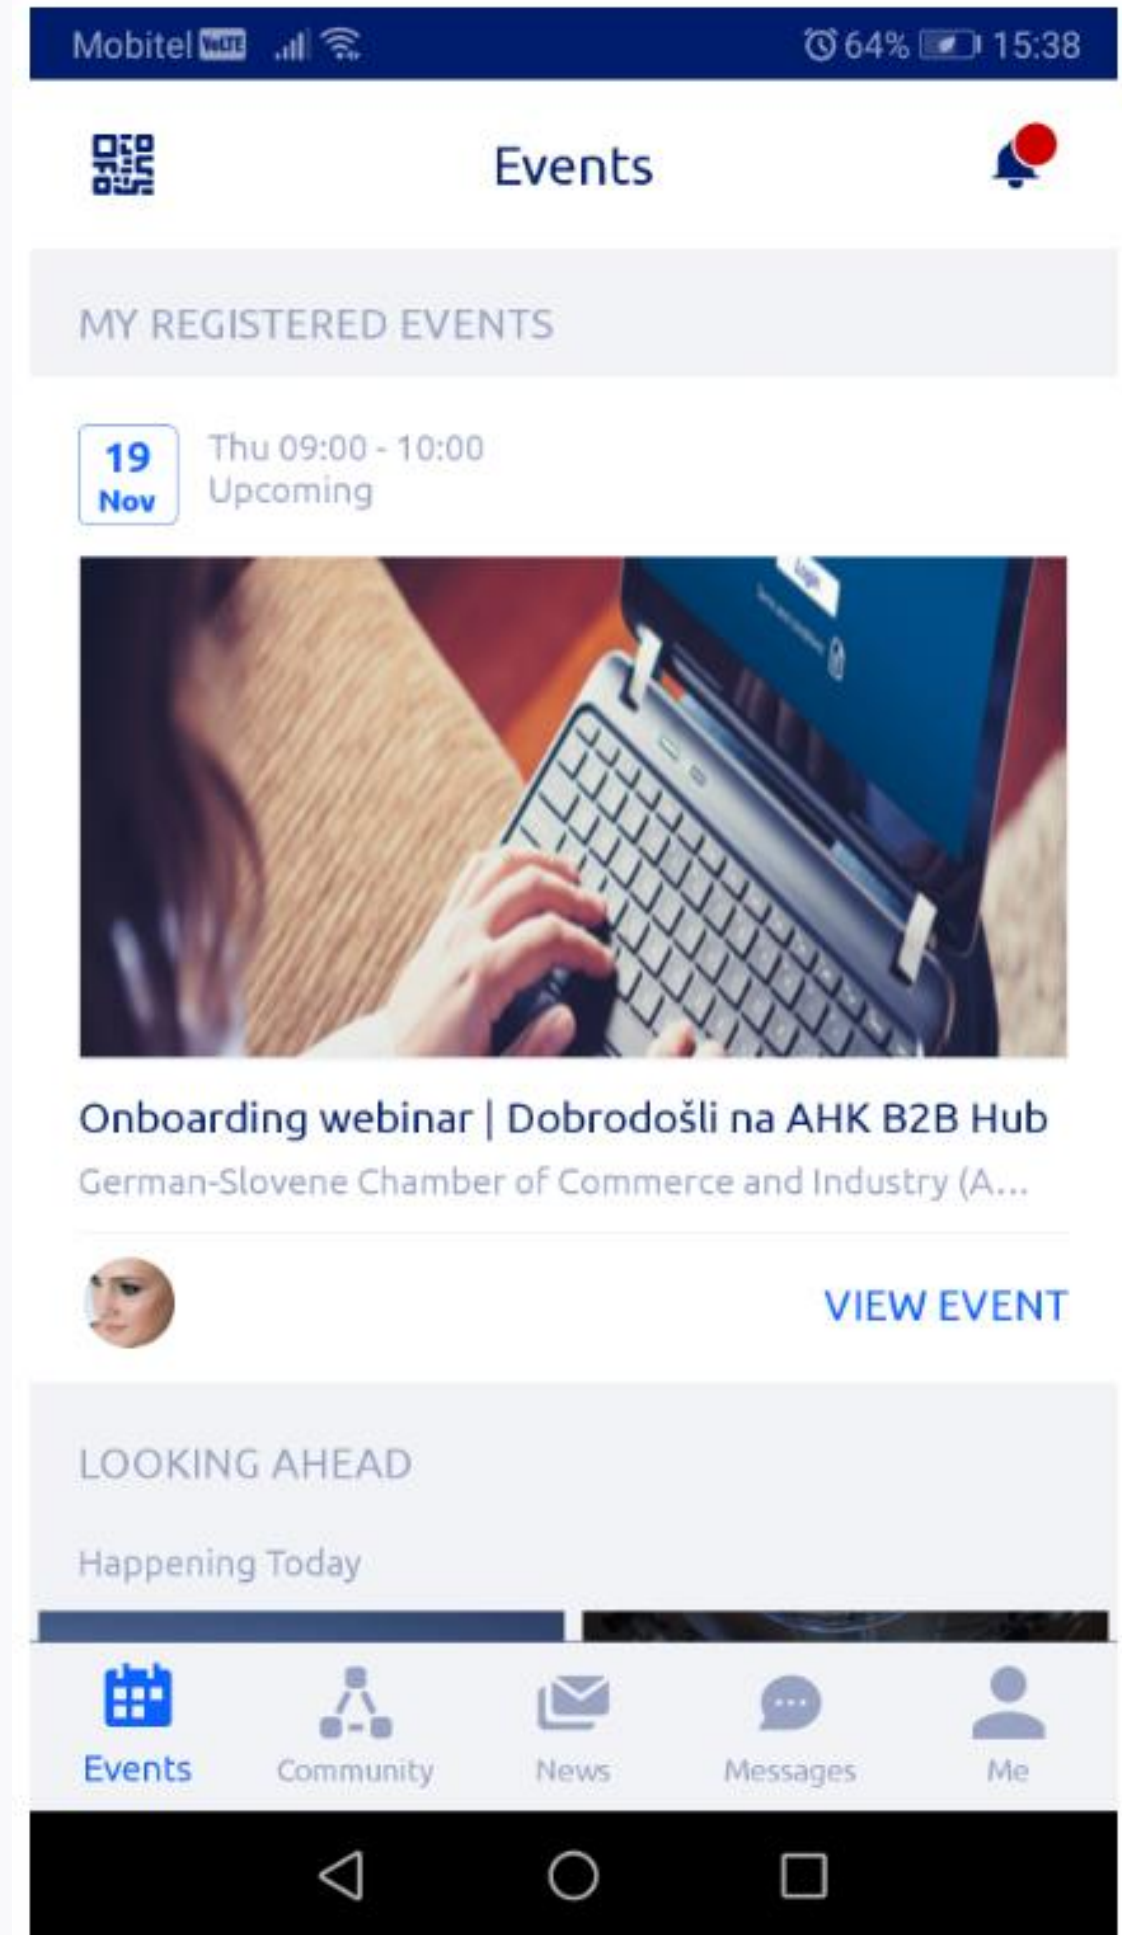 Mobitel VoLTE 64% 15:38
Events
MY REGISTERED EVENTS
19
Nov
Thu 09:00 - 10:00
Upcoming
Login
Onboarding webinar | Dobrodošli na AHK B2B Hub
German-Slovene Chamber of Commerce and Industry (A...
VIEW EVENT
LOOKING AHEAD
Happening Today
Events Community News Messages Me